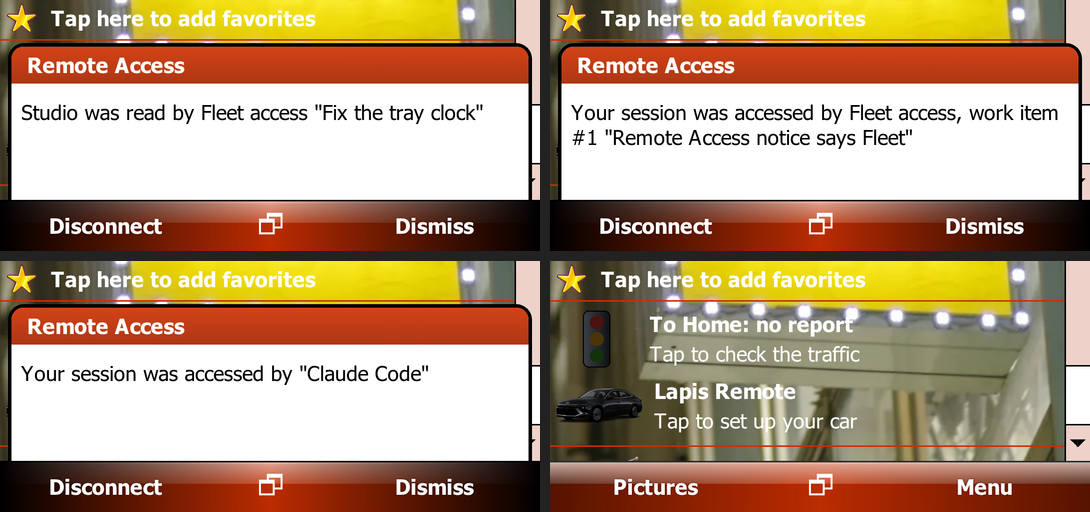 Tap here to add favorites
Remote Access
Studio was read by Fleet access "Fix the tray clock"
Disconnect
Dismiss
Tap here to add favorites
Remote Access
Your session was accessed by Fleet access, work item
#1 "Remote Access notice says Fleet"
Disconnect
Dismiss
Tap here to add favorites
Remote Access
Your session was accessed by "Claude Code"
Disconnect
Dismiss
Tap here to add favorites
To Home: no report
Tap to check the traffic
Lapis Remote
Tap to set up your car
Pictures
Menu